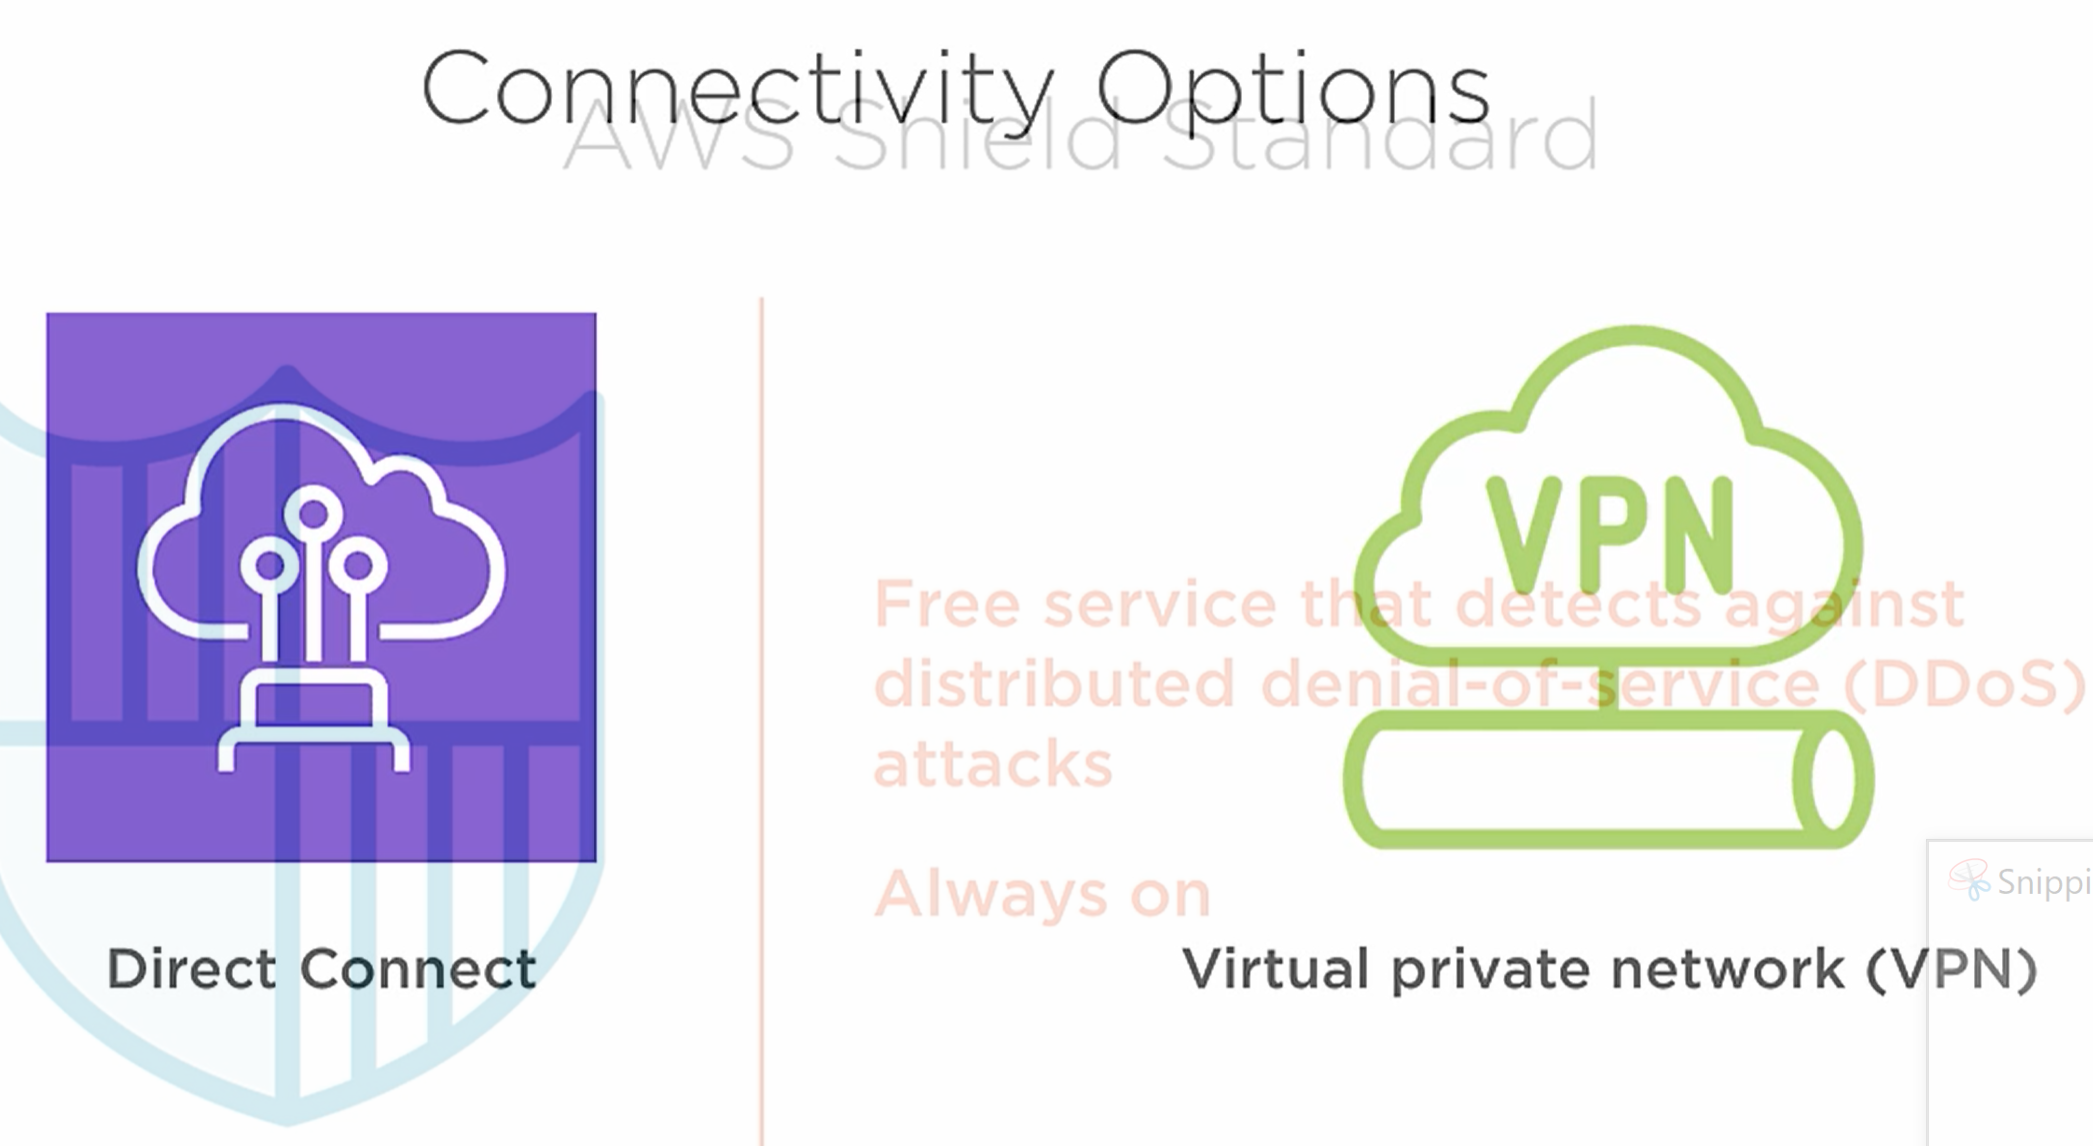 Connectivity Options
AWS Shield Standard
VPN
Free service that detects against
distributed denial-of-service (DDoS)
attacks
Always on
Snippi
Direct Connect
Virtual private network (VPN)